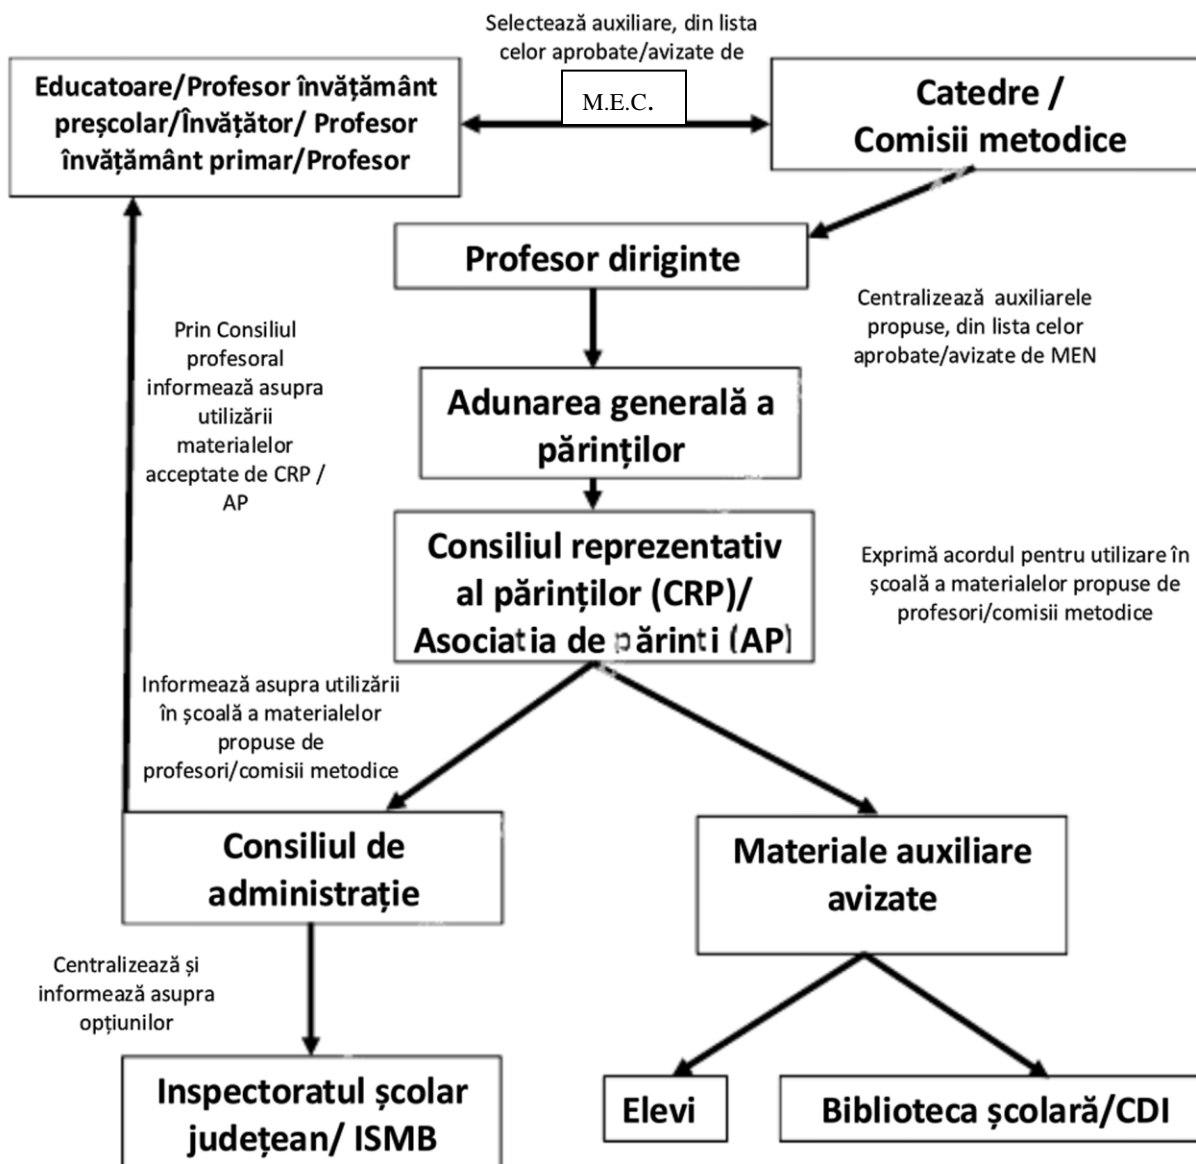 Selectează auxiliare, din lista
celor aprobate/avizate de
M.E.C.
Educatoare/Profesor învățământ
preșcolar/Învățător/ Profesor
învățământ primar/Profesor
Catedre /
Comisii metodice
Profesor diriginte
Centralizează auxiliarele
propuse, din lista celor
aprobate/avizate de MEN
Prin Consiliul
profesoral
informează asupra
utilizării
materialelor
acceptate de CRP /
AP
Adunarea generală a
părinților
Consiliul reprezentativ
al părinților (CRP)/
Asociatia de părinti (AP)
Exprimă acordul pentru utilizare în
școală a materialelor propuse de
profesori/comisii metodice
Informează asupra utilizării
în școală a materialelor
propuse de
profesori/comisii metodice
Consiliul de
administrație
Materiale auxiliare
avizate
Centralizează și
informează asupra
opțiunilor
Inspectoratul școlar
județean/ ISMB
Elevi
Biblioteca școlară/CDI